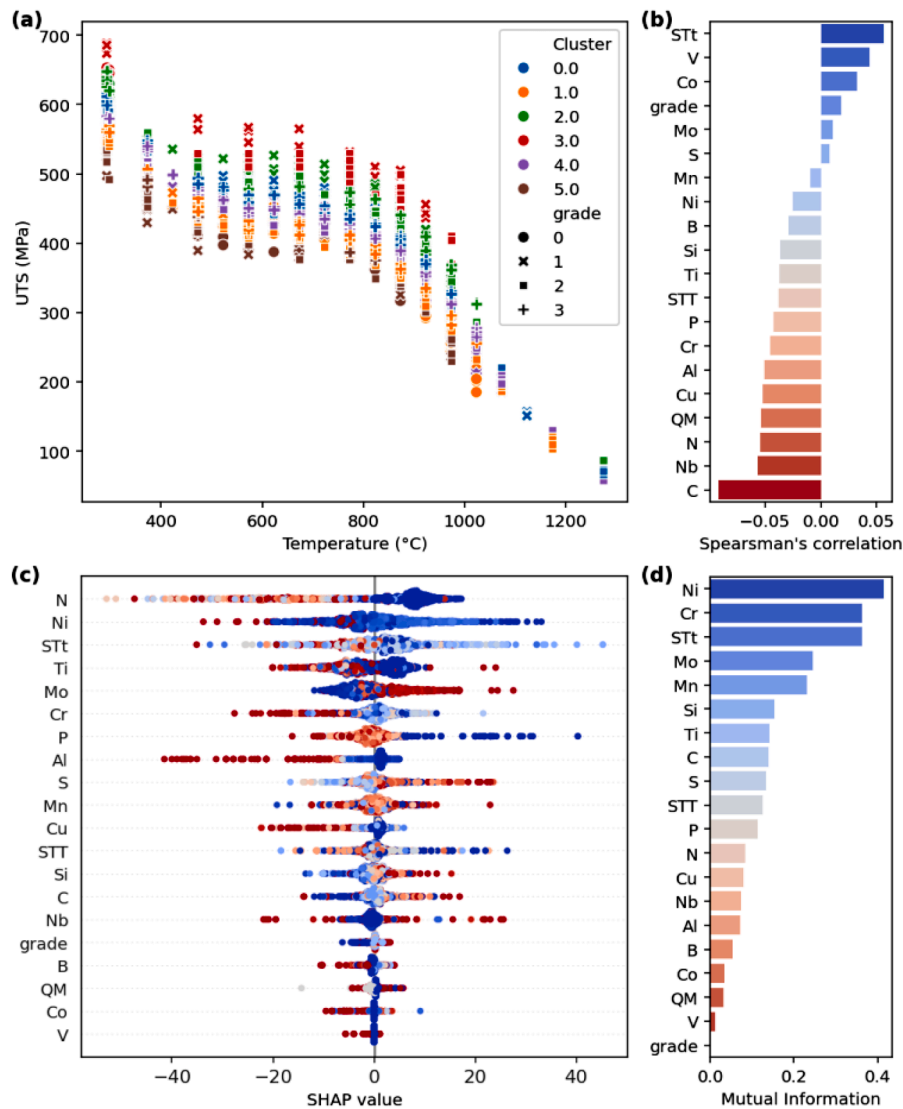 (a)
700
600
500
400
300
200
100
UTS (MPa)
400
600
800
1000
1200
Temperature (°C)
Cluster
0.0
1.0
2.0
3.0
4.0
5.0
grade
0
1
2
3
(b)
STt
V
Co
grade
Mo
S
Mn
Ni
B
Si
Ti
STT
P
Cr
Al
Cu
QM
N
Nb
C
−0.05 0.00 0.05
Spearsman's correlation
(c)
N
Ni
STt
Ti
Mo
Cr
P
Al
S
Mn
Cu
STT
Si
C
Nb
grade
B
QM
Co
V
−40 −20 0 20 40
SHAP value
(d)
Ni
Cr
STt
Mo
Mn
Si
Ti
C
S
STT
P
N
Cu
Nb
Al
B
Co
QM
V
grade
0.0 0.2 0.4
Mutual Information